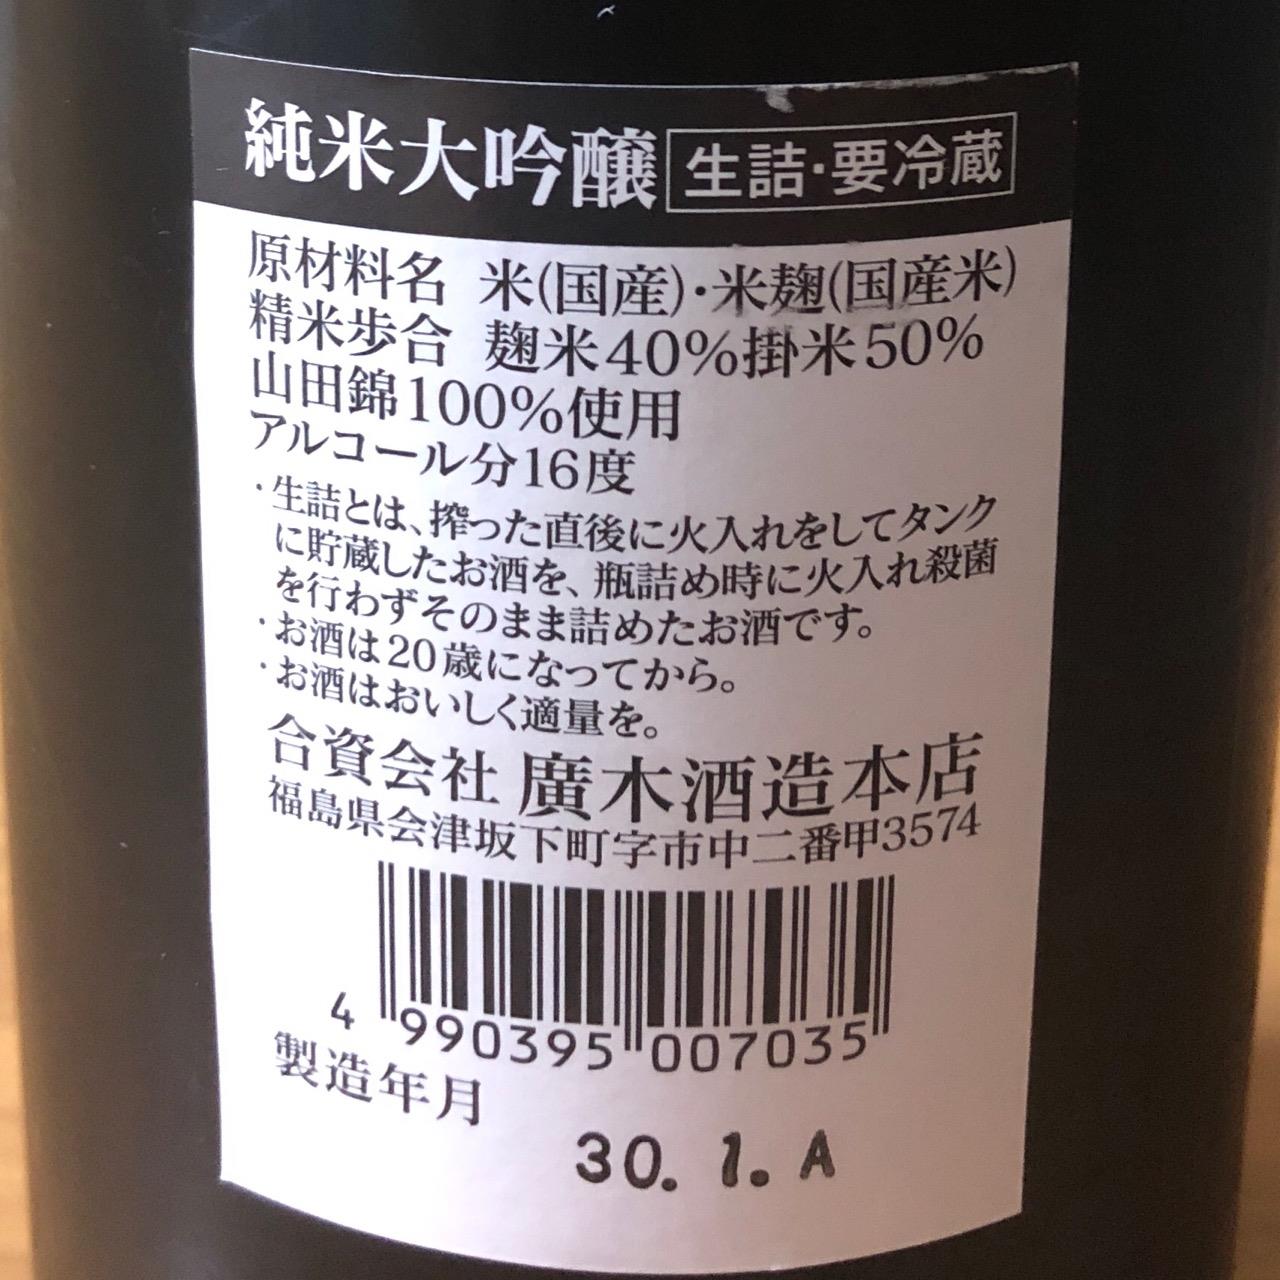 純米大吟醸 生詰・要冷蔵
原材料名 米(国産)・米麹(国産米)
精米歩合 麹米40%掛米50%
山田錦100%使用
アルコール分16度
・生詰とは、搾った直後に火入れをしてタンク
に貯蔵したお酒を、瓶詰め時に火入れ殺菌
を行わずそのまま詰めたお酒です。
・お酒は20歳になってから。
・お酒はおいしく適量を。
合資会社 廣木酒造本店
福島県会津坂下町字市中二番甲3574
4 990395 007035
製造年月
30. 1. A